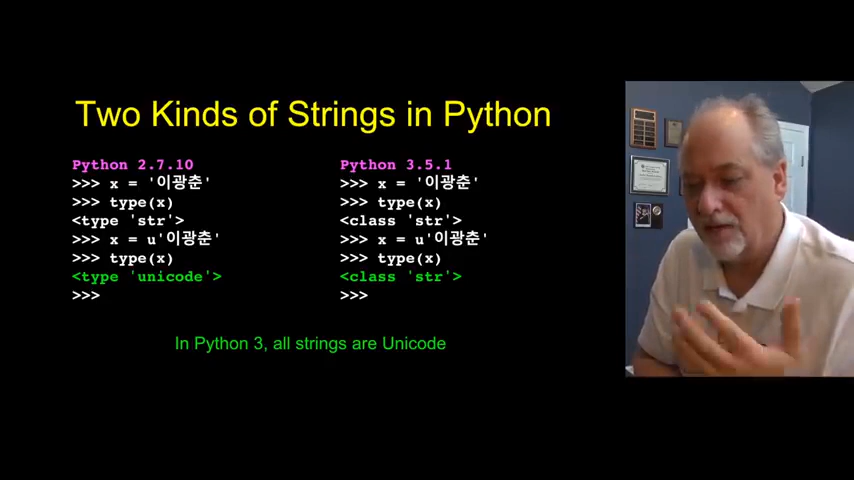 Two Kinds of Strings in Python
Python 2.7.10
>>> x = '이광춘'
>>> type(x)
<type 'str'>
>>> x = u'이광춘'
>>> type(x)
<type 'unicode'>
>>>
Python 3.5.1
>>> x = '이광춘'
>>> type(x)
<class 'str'>
>>> x = u'이광춘'
>>> type(x)
<class 'str'>
>>>
In Python 3, all strings are Unicode